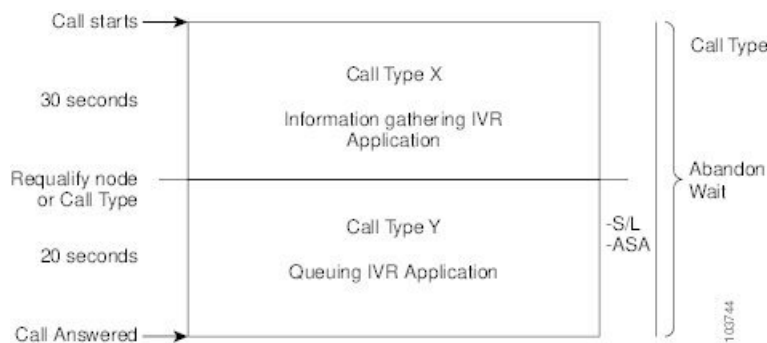 Call starts
Call Type
Call Type X
30 seconds
Information gathering IVR
Application
Requalify node
or Call Type
Abandon
Wait
Call Type Y
-S/L
-ASA
20 seconds
Queuing IVR Application
Call Answered
103744